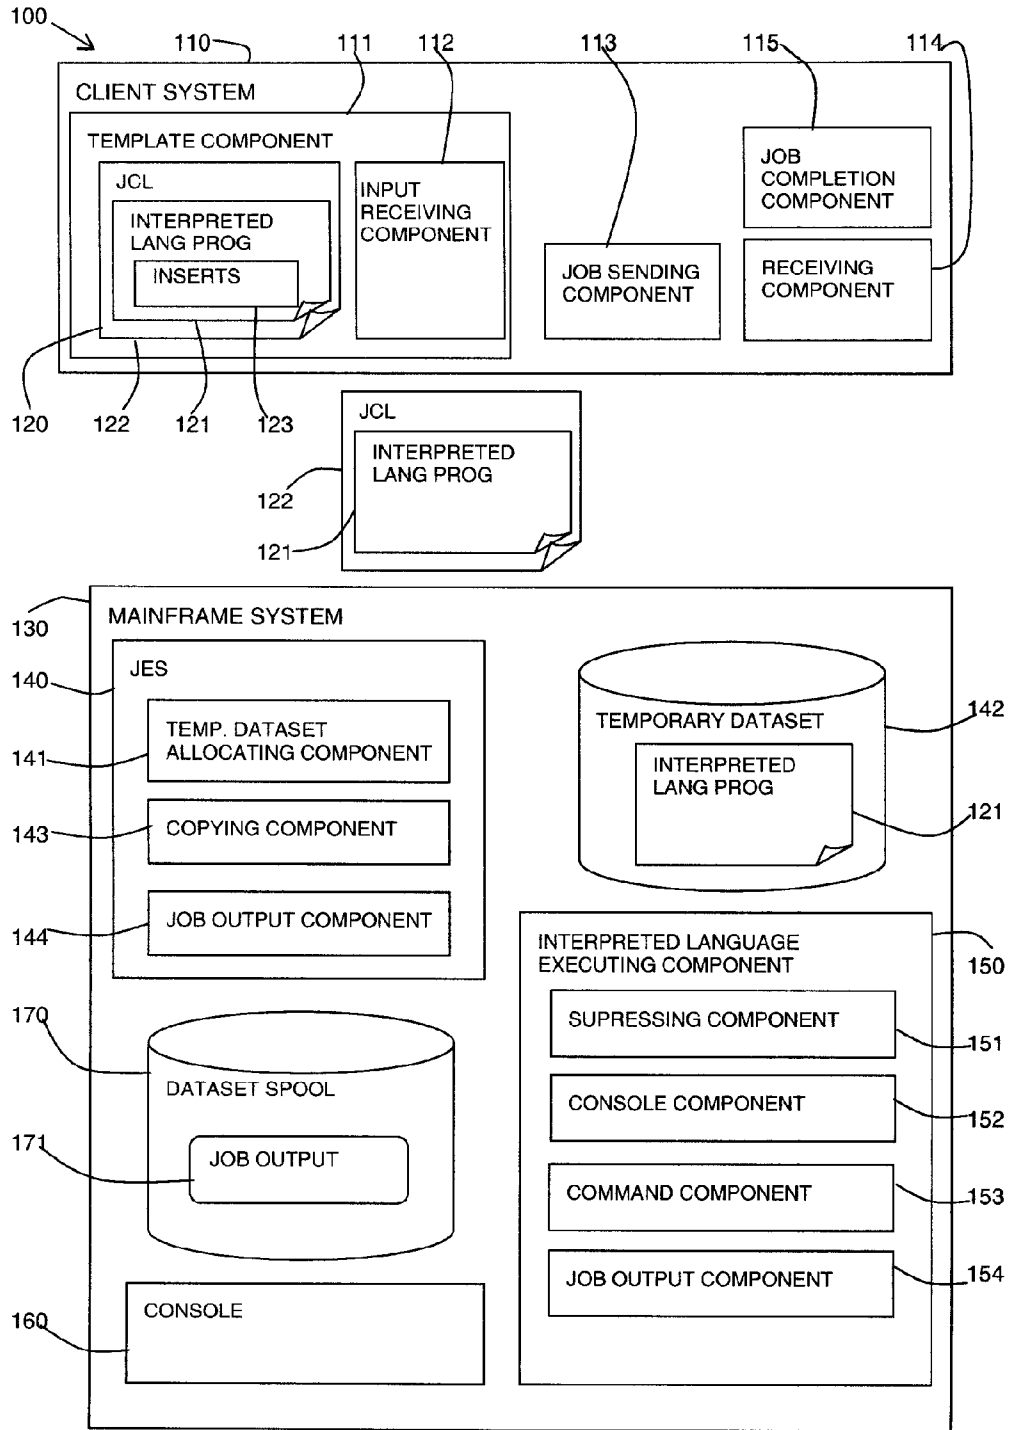 100
110
111
112
113
115
114
CLIENT SYSTEM
TEMPLATE COMPONENT
JCL
INTERPRETED
LANG PROG
INSERTS
INPUT
RECEIVING
COMPONENT
JOB SENDING
COMPONENT
JOB
COMPLETION
COMPONENT
RECEIVING
COMPONENT
120
122
121
123
JCL
INTERPRETED
LANG PROG
122
121
130
MAINFRAME SYSTEM
140
JES
TEMP. DATASET
ALLOCATING COMPONENT
141
COPYING COMPONENT
143
JOB OUTPUT COMPONENT
144
TEMPORARY DATASET
142
INTERPRETED
LANG PROG
121
INTERPRETED LANGUAGE
EXECUTING COMPONENT
150
SUPRESSING COMPONENT
151
CONSOLE COMPONENT
152
COMMAND COMPONENT
153
JOB OUTPUT COMPONENT
154
170
DATASET SPOOL
171
JOB OUTPUT
160
CONSOLE